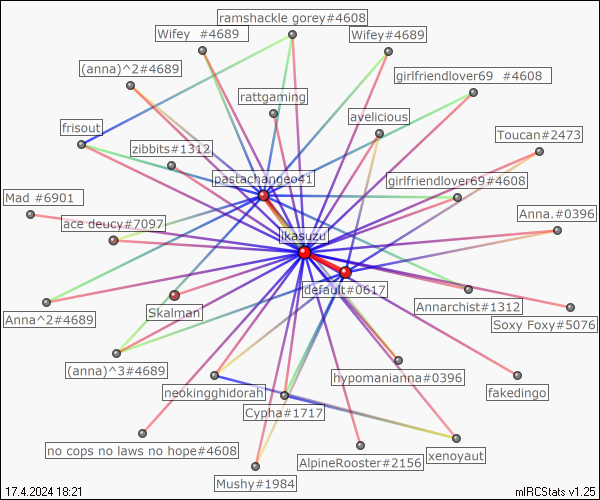 ramshackle gorey#4608
Wifey  #4689
Wifey#4689
(anna)^2#4689
girlfriendlover69  #4608
rattgaming
avelicious
frisout
Toucan#2473
zibbits#1312
pastachangeo41
girlfriendlover69#4608
Mad #6901
ace deucy#7097
Anna.#0396
ikasuzu
default#0617
Annarchist#1312
Skalman
Anna^2#4689
Soxy Foxy#5076
(anna)^3#4689
hypomanianna#0396
neokingghidorah
fakedingo
Cypha#1717
no cops no laws no hope#4608
xenoyaut
AlpineRooster#2156
Mushy#1984
17.4.2024 18:21
mIRCStats v1.25